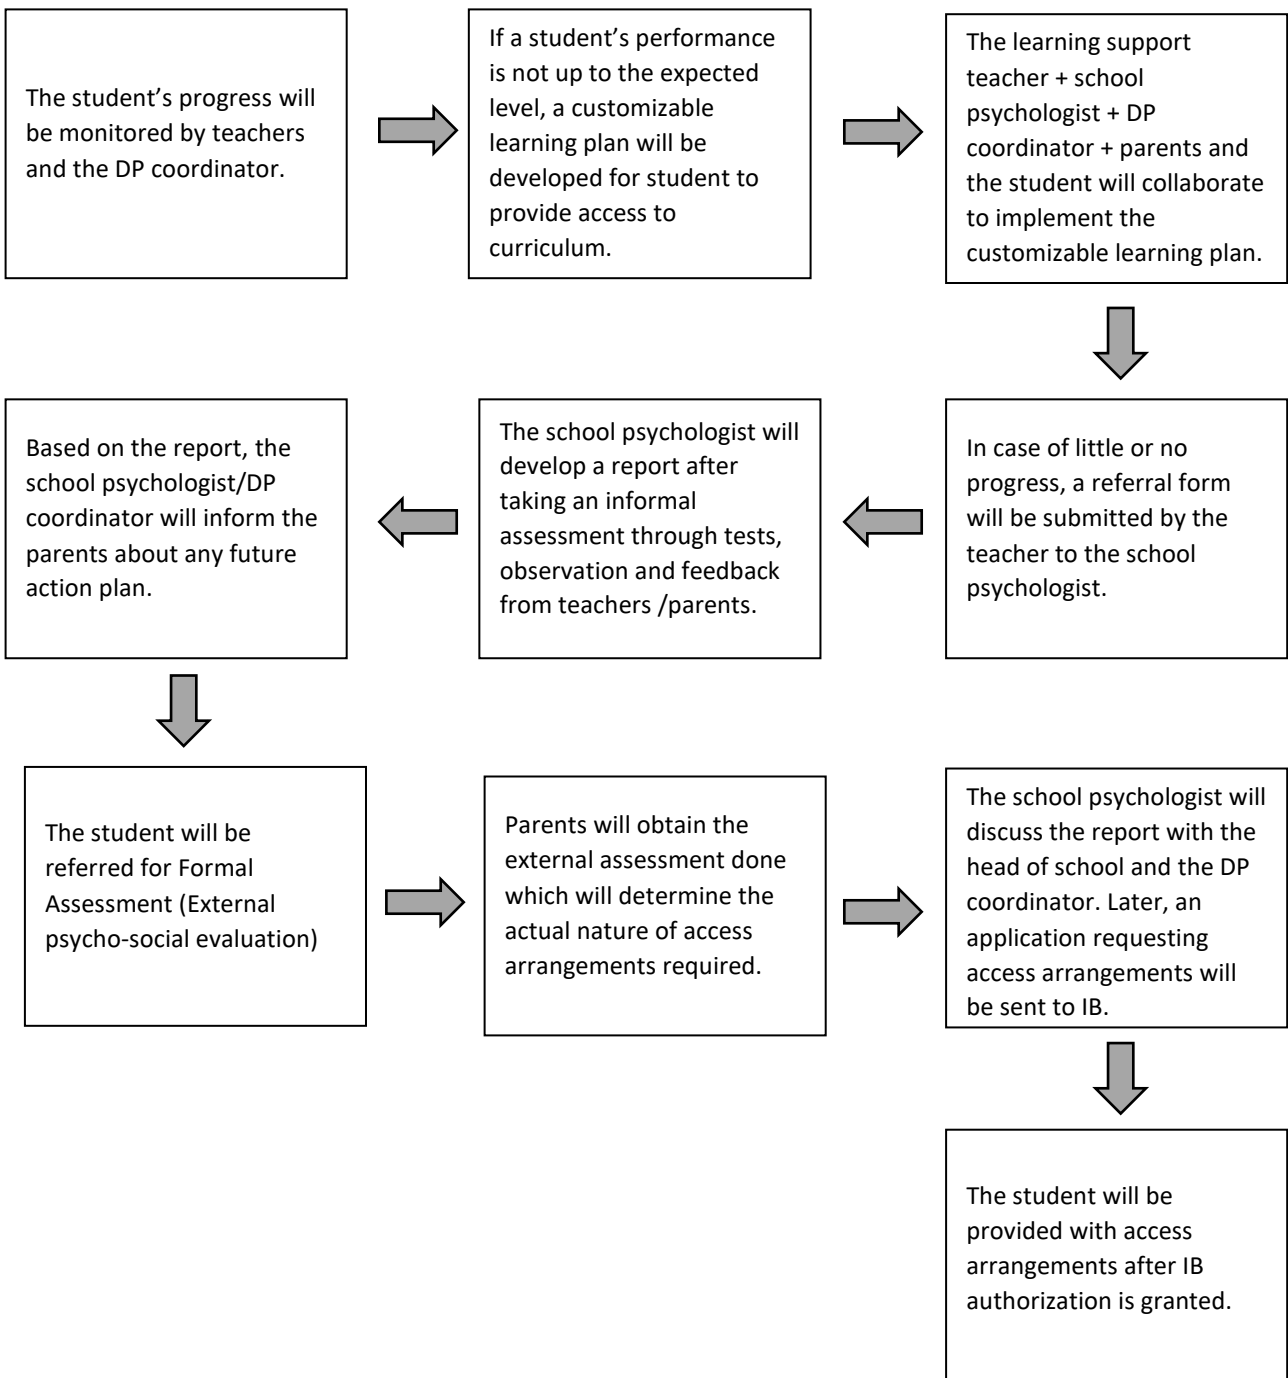 The student’s progress will
be monitored by teachers
and the DP coordinator.
If a student’s performance
is not up to the expected
level, a customizable
learning plan will be
developed for student to
provide access to
curriculum.
The learning support
teacher + school
psychologist + DP
coordinator + parents and
the student will collaborate
to implement the
customizable learning plan.
In case of little or no
progress, a referral form
will be submitted by the
teacher to the school
psychologist.
The school psychologist will
develop a report after
taking an informal
assessment through tests,
observation and feedback
from teachers /parents.
Based on the report, the
school psychologist/DP
coordinator will inform the
parents about any future
action plan.
The student will be
referred for Formal
Assessment (External
psycho-social evaluation)
Parents will obtain the
external assessment done
which will determine the
actual nature of access
arrangements required.
The school psychologist will
discuss the report with the
head of school and the DP
coordinator. Later, an
application requesting
access arrangements will
be sent to IB.
The student will be
provided with access
arrangements after IB
authorization is granted.